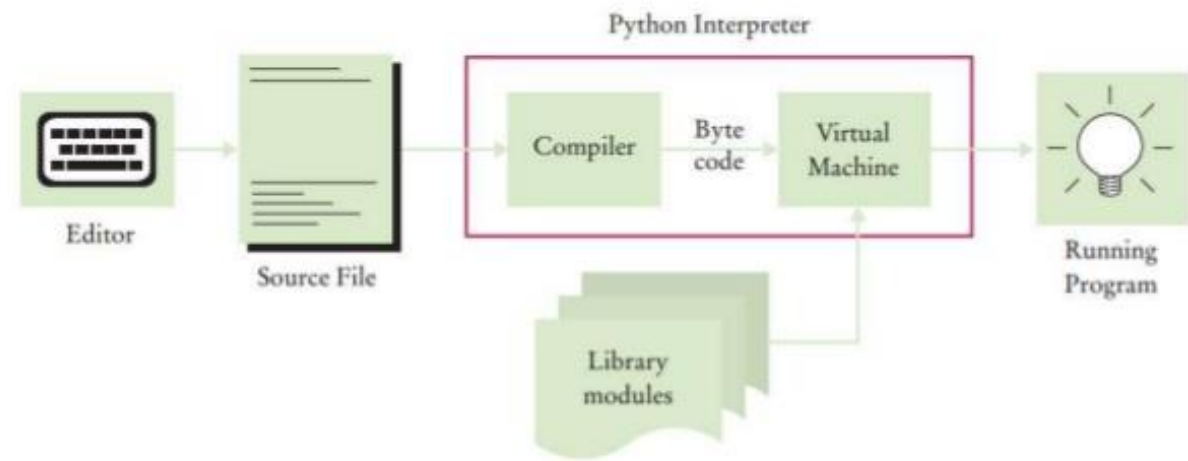 Python Interpreter
Editor
Source File
Compiler
Byte
code
Virtual
Machine
Library
modules
Running
Program